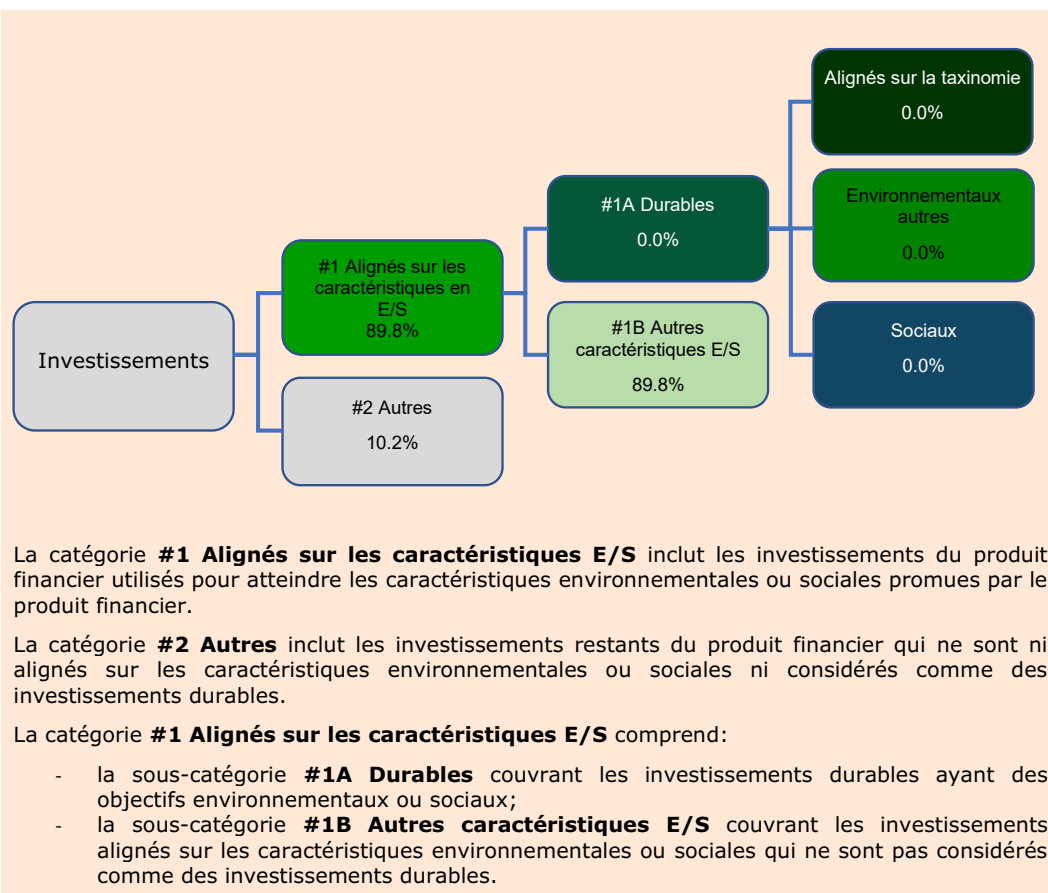 Investissements
#1 Alignés sur les
caractéristiques en
E/S
89.8%
#2 Autres
10.2%
#1A Durables
0.0%
#1B Autres
caractéristiques E/S
89.8%
Alignés sur la taxinomie
0.0%
Environnementaux
autres
0.0%
Sociaux
0.0%
La catégorie #1 Alignés sur les caractéristiques E/S inclut les investissements du produit
financier utilisés pour atteindre les caractéristiques environnementales ou sociales promues par le
produit financier.
La catégorie #2 Autres inclut les investissements restants du produit financier qui ne sont ni
alignés sur les caractéristiques environnementales ou sociales ni considérés comme des
investissements durables.
La catégorie #1 Alignés sur les caractéristiques E/S comprend:
- la sous-catégorie #1A Durables couvrant les investissements durables ayant des
objectifs environnementaux ou sociaux;
- la sous-catégorie #1B Autres caractéristiques E/S couvrant les investissements
alignés sur les caractéristiques environnementales ou sociales qui ne sont pas considérés
comme des investissements durables.